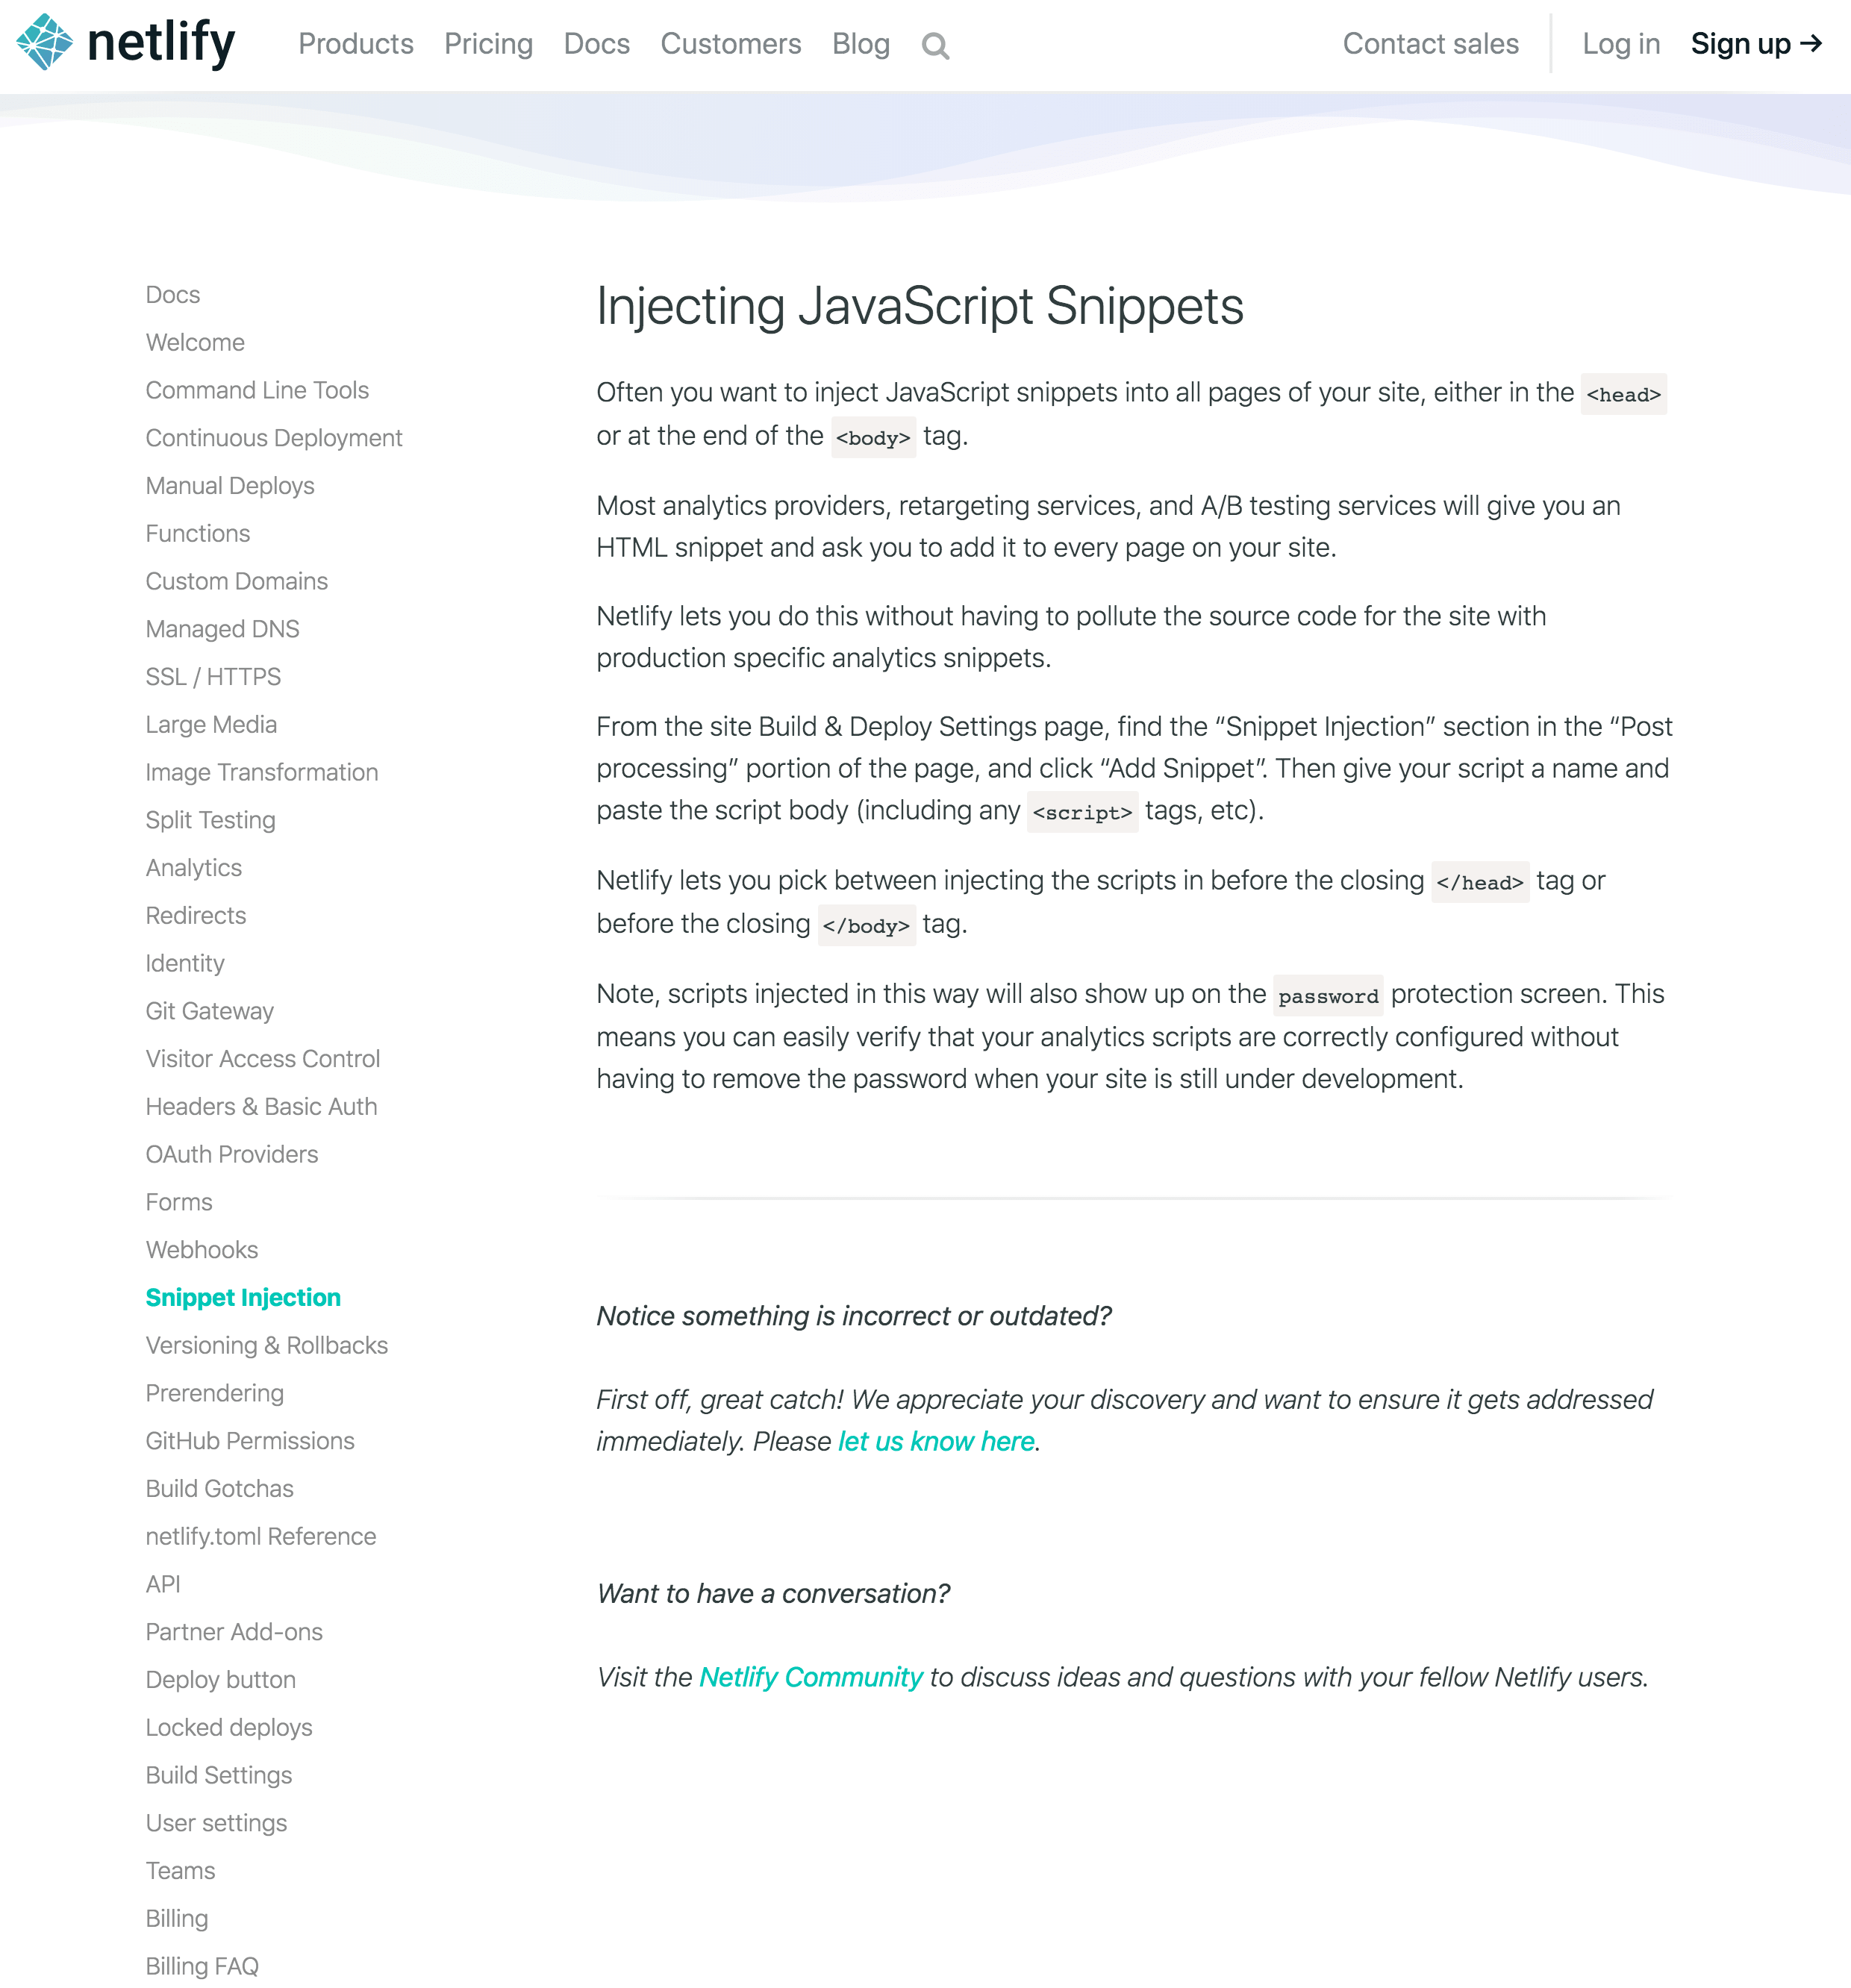 netlify
Products Pricing Docs Customers Blog
Contact sales Log in Sign up →
Docs
Welcome
Command Line Tools
Continuous Deployment
Manual Deploys
Functions
Custom Domains
Managed DNS
SSL / HTTPS
Large Media
Image Transformation
Split Testing
Analytics
Redirects
Identity
Git Gateway
Visitor Access Control
Headers & Basic Auth
OAuth Providers
Forms
Webhooks
Snippet Injection
Versioning & Rollbacks
Prerendering
GitHub Permissions
Build Gotchas
netlify.toml Reference
API
Partner Add-ons
Deploy button
Locked deploys
Build Settings
User settings
Teams
Billing
Billing FAQ
Injecting JavaScript Snippets
Often you want to inject JavaScript snippets into all pages of your site, either in the <head>
or at the end of the <body> tag.
Most analytics providers, retargeting services, and A/B testing services will give you an
HTML snippet and ask you to add it to every page on your site.
Netlify lets you do this without having to pollute the source code for the site with
production specific analytics snippets.
From the site Build & Deploy Settings page, find the “Snippet Injection” section in the “Post
processing” portion of the page, and click “Add Snippet”. Then give your script a name and
paste the script body (including any <script> tags, etc).
Netlify lets you pick between injecting the scripts in before the closing </head> tag or
before the closing </body> tag.
Note, scripts injected in this way will also show up on the password protection screen. This
means you can easily verify that your analytics scripts are correctly configured without
having to remove the password when your site is still under development.
Notice something is incorrect or outdated?
First off, great catch! We appreciate your discovery and want to ensure it gets addressed
immediately. Please let us know here.
Want to have a conversation?
Visit the Netlify Community to discuss ideas and questions with your fellow Netlify users.